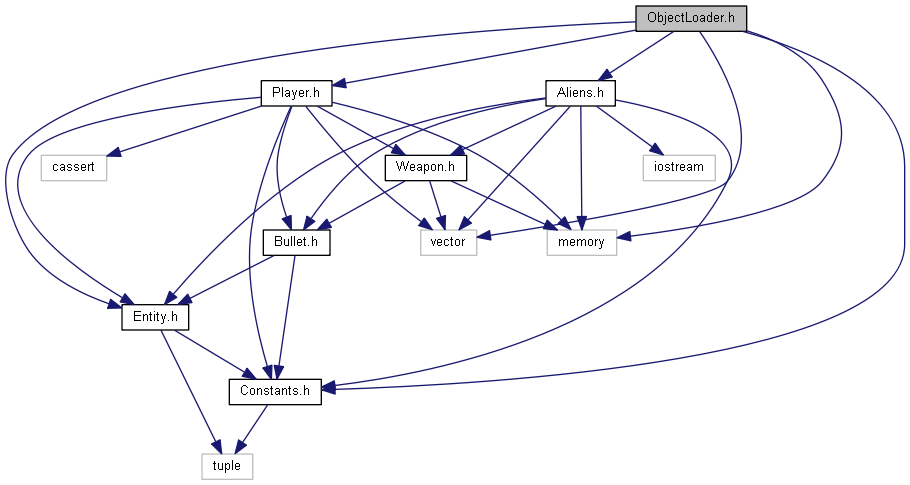 ObjectLoader.h
Player.h
Aliens.h
cassert
Weapon.h
iostream
Bullet.h
vector
memory
Entity.h
Constants.h
tuple